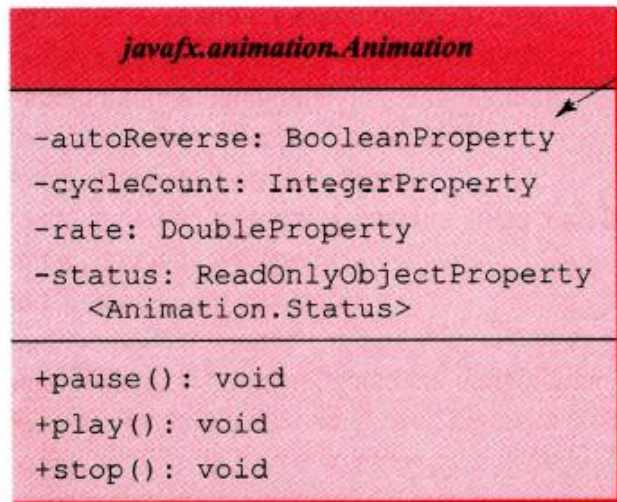 javafx.animation.Animation
-autoReverse: BooleanProperty
-cycleCount: IntegerProperty
-rate: DoubleProperty
-status: ReadOnlyObjectProperty
<Animation.Status>
+pause(): void
+play(): void
+stop(): void